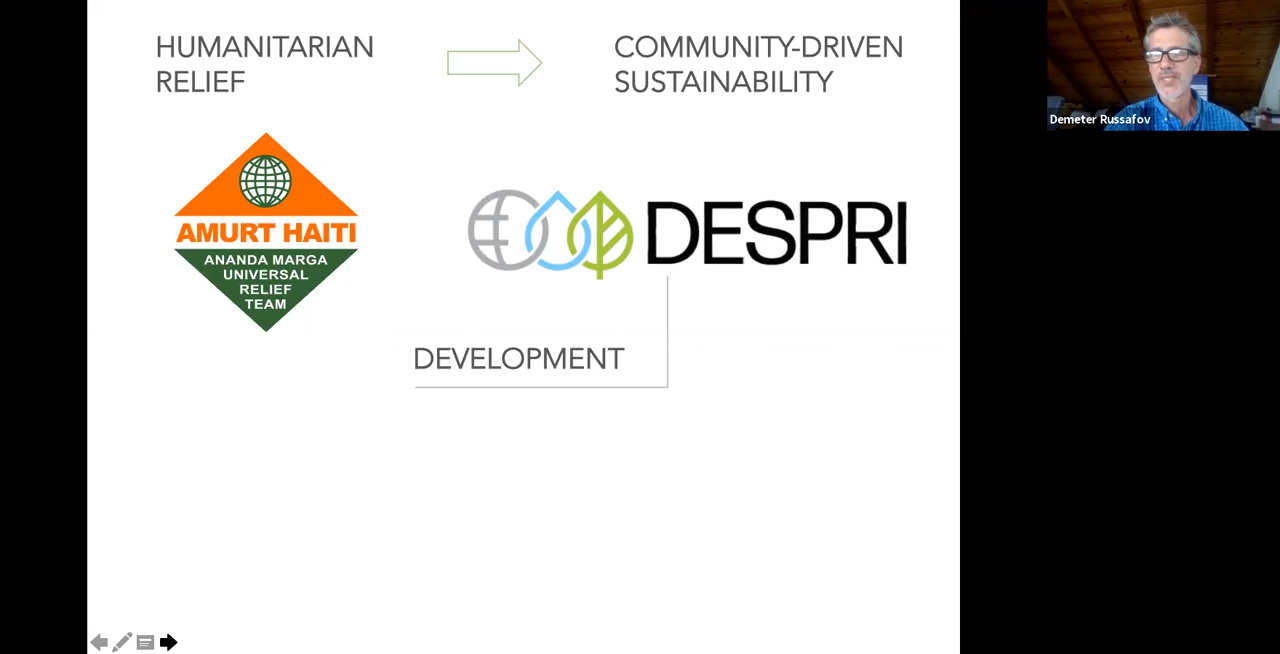 HUMANITARIAN
RELIEF
COMMUNITY-DRIVEN
SUSTAINABILITY
Demeter Russafov
AMURT HAITI
ANANDA MARGA
UNIVERSAL
RELIEF
TEAM
DESPRI
DEVELOPMENT